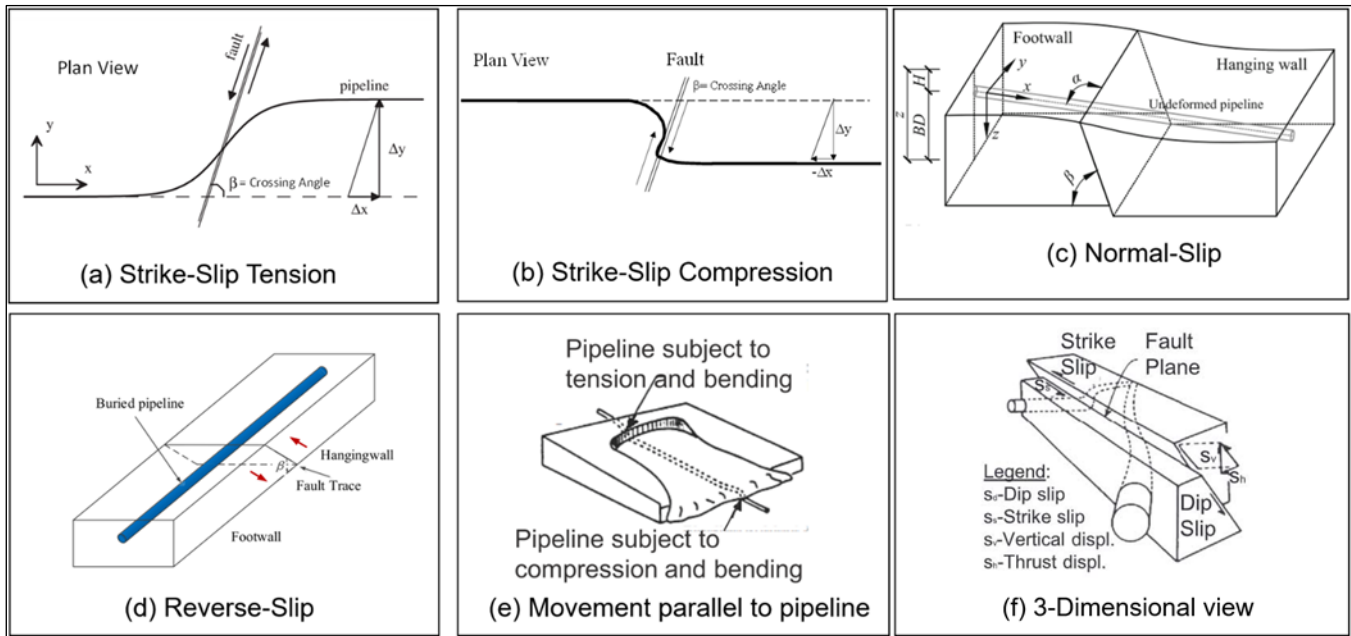 Plan View
fault
pipeline
y
x
β = Crossing Angle
Δy
Δx
(a) Strike-Slip Tension
Plan View
Fault
β= Crossing Angle
Δy
-Δx
(b) Strike-Slip Compression
Footwall
Hanging wall
y
α
x
Undeformed pipeline
z
H
BD
z
β
(c) Normal-Slip
Buried pipeline
Hangingwall
β
Fault Trace
Footwall
(d) Reverse-Slip
Pipeline subject to
tension and bending
Pipeline subject to
compression and bending
(e) Movement parallel to pipeline
Strike
Slip
Fault
Plane
Ss
Sv
Sh
Dip
Slip
Legend:
sd-Dip slip
ss-Strike slip
sv-Vertical displ.
sh-Thrust displ.
(f) 3-Dimensional view